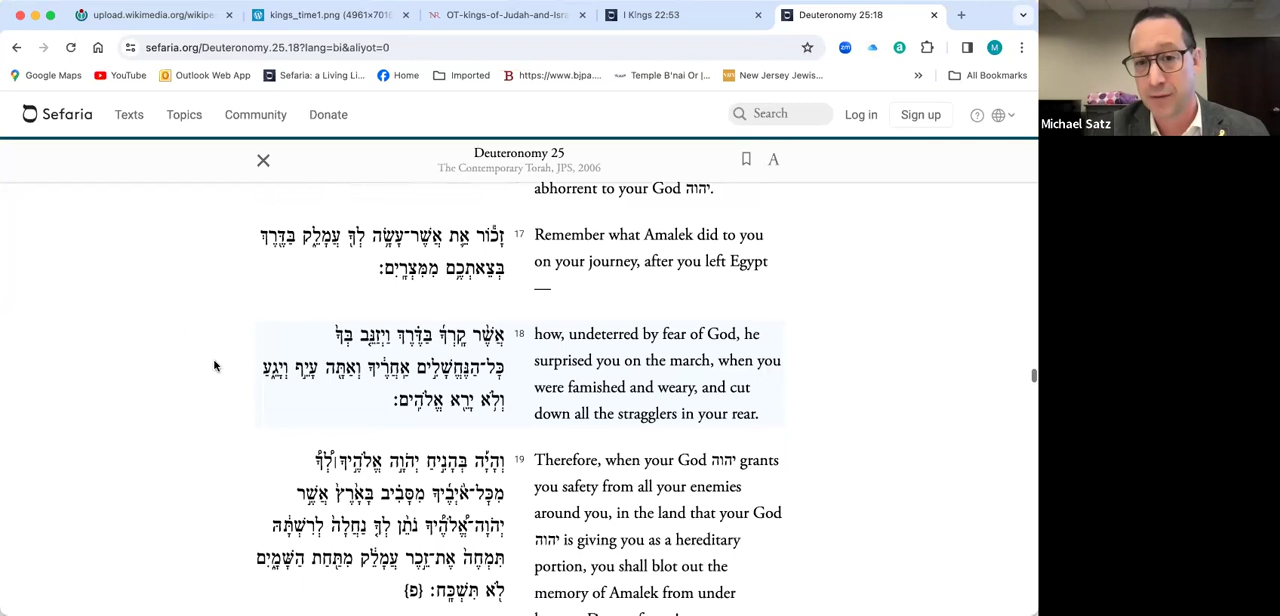 upload.wikimedia.org/wikipe
kings_time1.png (4961×701
OT-kings-of-Judah-and-Isra
I Kings 22:53
Deuteronomy 25:18
sefaria.org/Deuteronomy.25.18?lang=bi&aliyot=0
Google Maps
YouTube
Outlook Web App
Sefaria: a Living Li...
Home
Imported
https://www.bjpa....
Temple B'nai Or |...
New Jersey Jewis...
»
All Bookmarks
Sefaria
Texts
Topics
Community
Donate
Search
Log in
Sign up
Michael Satz
Deuteronomy 25
The Contemporary Torah, JPS, 2006
A
abhorrent to your God יהוה.
זָכ֕וֹר אֵ֛ת אֲשֶׁר־עָשָׂ֥ה לְךָ֖ עֲמָלֵ֑ק בַּדֶּ֖רֶךְ
בְּצֵאתְכֶ֥ם מִמִּצְרָֽיִם׃
17
Remember what Amalek did to you
on your journey, after you left Egypt
—
אֲשֶׁ֨ר קָֽרְךָ֜ בַּדֶּ֗רֶךְ וַיְזַנֵּ֤ב בְּךָ֙
כׇּל־הַנֶּחֱשָׁלִ֣ים אַֽחֲרֶ֔יךָ וְאַתָּ֖ה עָיֵ֣ף וְיָגֵ֑עַ
וְלֹ֥א יָרֵ֖א אֱלֹהִֽים׃
18
how, undeterred by fear of God, he
surprised you on the march, when you
were famished and weary, and cut
down all the stragglers in your rear.
וְהָיָ֡ה בְּהָנִ֣יחַ יְהֹוָ֣ה אֱלֹהֶ֣יךָ ׀ לְ֠ךָ֠
מִכׇּל־אֹ֨יְבֶ֜יךָ מִסָּבִ֗יב בָּאָ֙רֶץ֙ אֲשֶׁ֣ר
יְהֹוָה־אֱלֹהֶ֠יךָ֠ נֹתֵ֨ן לְךָ֤ נַחֲלָה֙ לְרִשְׁתָּ֔הּ
תִּמְחֶה֙ אֶת־זֵ֣כֶר עֲמָלֵ֔ק מִתַּ֖חַת הַשָּׁמָ֑יִם
לֹ֖א תִּשְׁכָּֽח׃ {פ}
19
Therefore, when your God יהוה grants
you safety from all your enemies
around you, in the land that your God
יהוה is giving you as a hereditary
portion, you shall blot out the
memory of Amalek from under